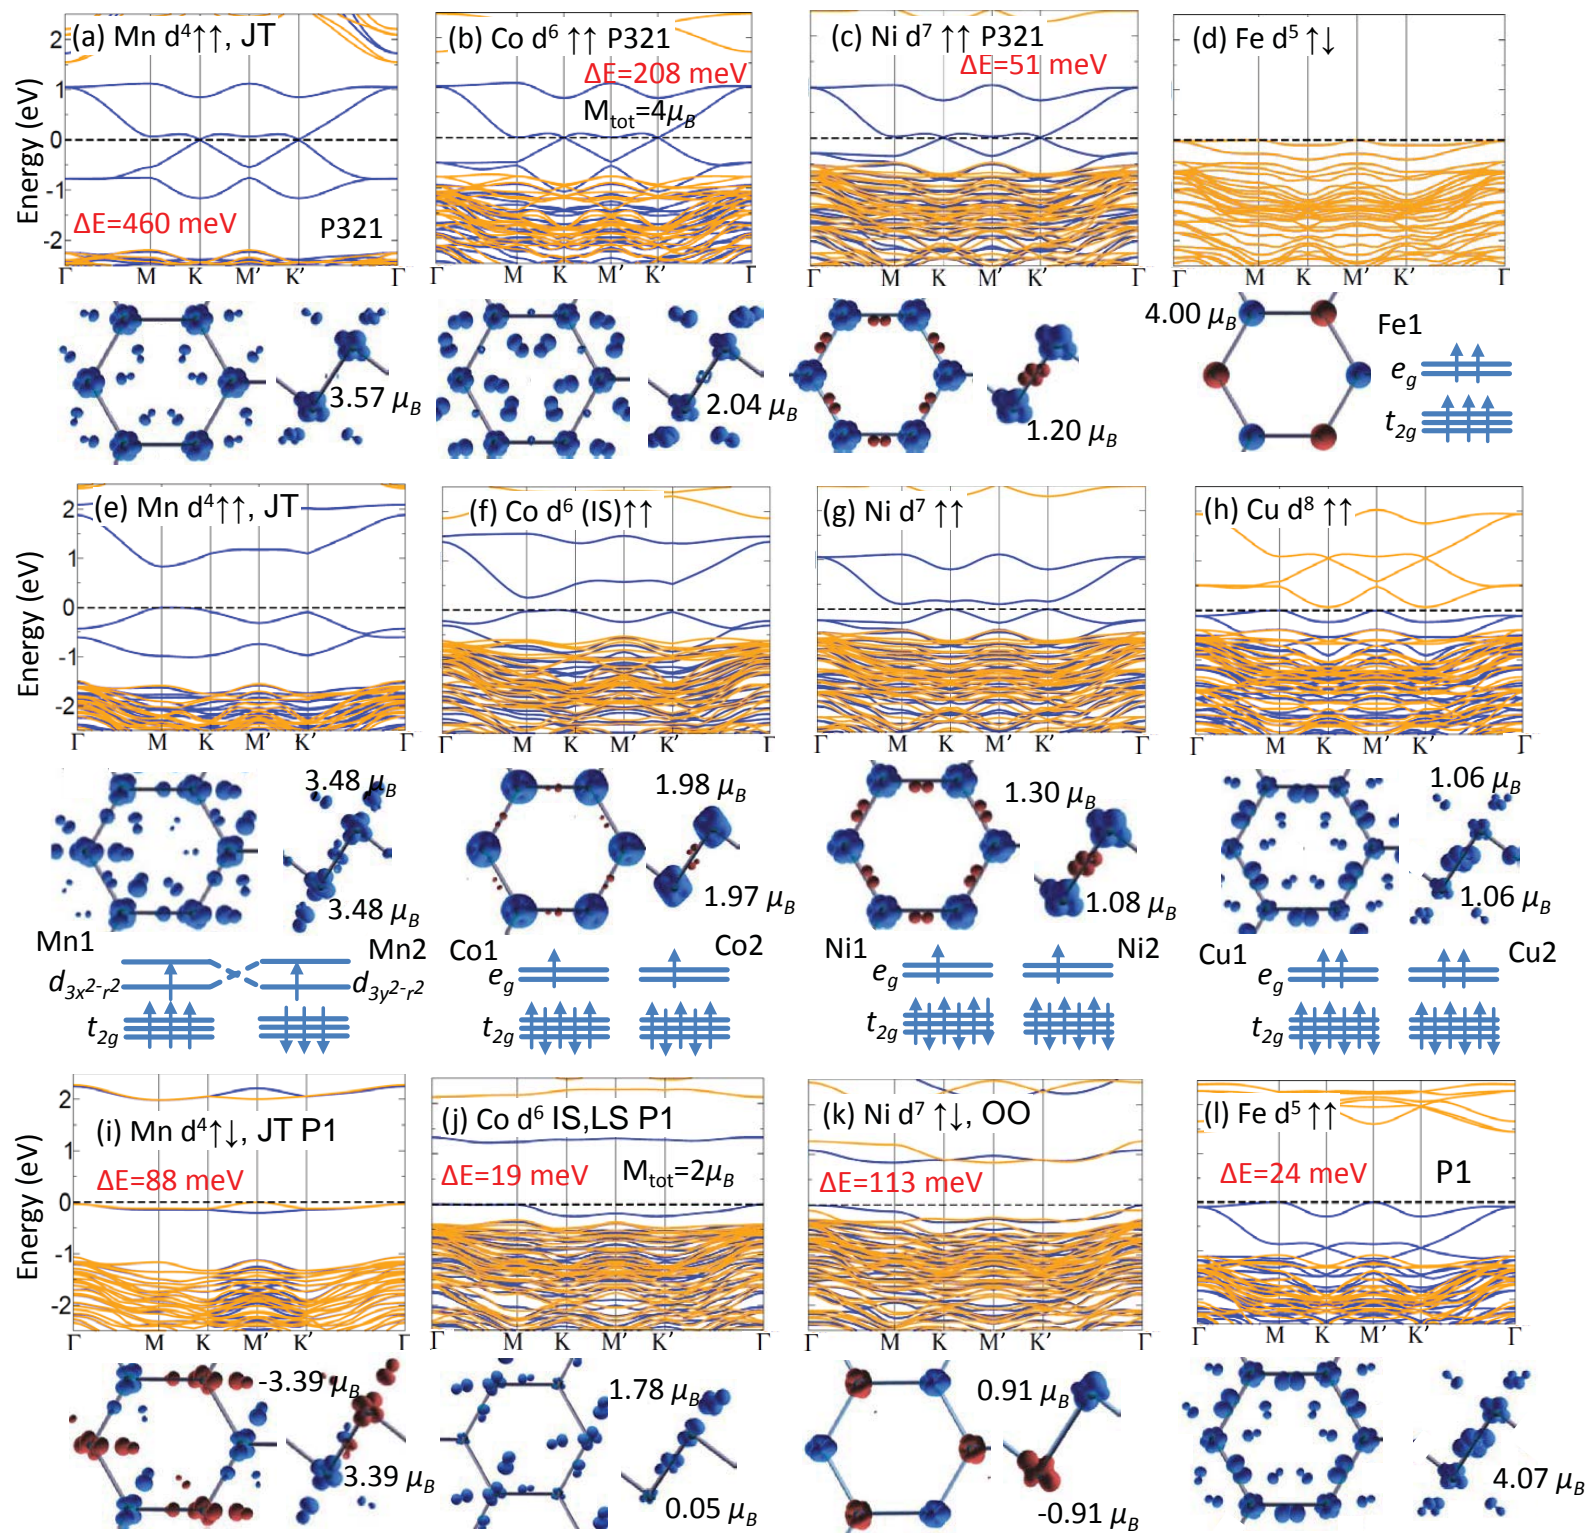 (a) Mn d⁴↑↑, JT
(b) Co d⁶ ↑↑ P321
(c) Ni d⁷ ↑↑ P321
(d) Fe d⁵ ↑↓
Energy (eV)
2
1
0
-1
-2
ΔE=460 meV
P321
ΔE=208 meV
M_tot=4μ_B
ΔE=51 meV
Γ M K M′ K′ Γ
Γ M K M′ K′ Γ
Γ M K M′ K′ Γ
Γ M K M′ K′ Γ
3.57 μ_B
2.04 μ_B
1.20 μ_B
4.00 μ_B
Fe1
e_g
t_2g
(e) Mn d⁴↑↑, JT
(f) Co d⁶ (IS)↑↑
(g) Ni d⁷ ↑↑
(h) Cu d⁸ ↑↑
Energy (eV)
2
1
0
-1
-2
Γ M K M′ K′ Γ
Γ M K M′ K′ Γ
Γ M K M′ K′ Γ
Γ M K M′ K′ Γ
3.48 μ_B
3.48 μ_B
1.98 μ_B
1.97 μ_B
1.30 μ_B
1.08 μ_B
1.06 μ_B
1.06 μ_B
Mn1
Mn2
d_3x²-r²
d_3y²-r²
t_2g
Co1
Co2
e_g
t_2g
Ni1
Ni2
e_g
t_2g
Cu1
Cu2
e_g
t_2g
(i) Mn d⁴↑↓, JT P1
(j) Co d⁶ IS,LS P1
(k) Ni d⁷ ↑↓, OO
(l) Fe d⁵ ↑↑
Energy (eV)
2
1
0
-1
-2
ΔE=88 meV
ΔE=19 meV
M_tot=2μ_B
ΔE=113 meV
ΔE=24 meV
P1
Γ M K M′ K′ Γ
Γ M K M′ K′ Γ
Γ M K M′ K′ Γ
Γ M K M′ K′ Γ
-3.39 μ_B
3.39 μ_B
1.78 μ_B
0.05 μ_B
0.91 μ_B
-0.91 μ_B
4.07 μ_B